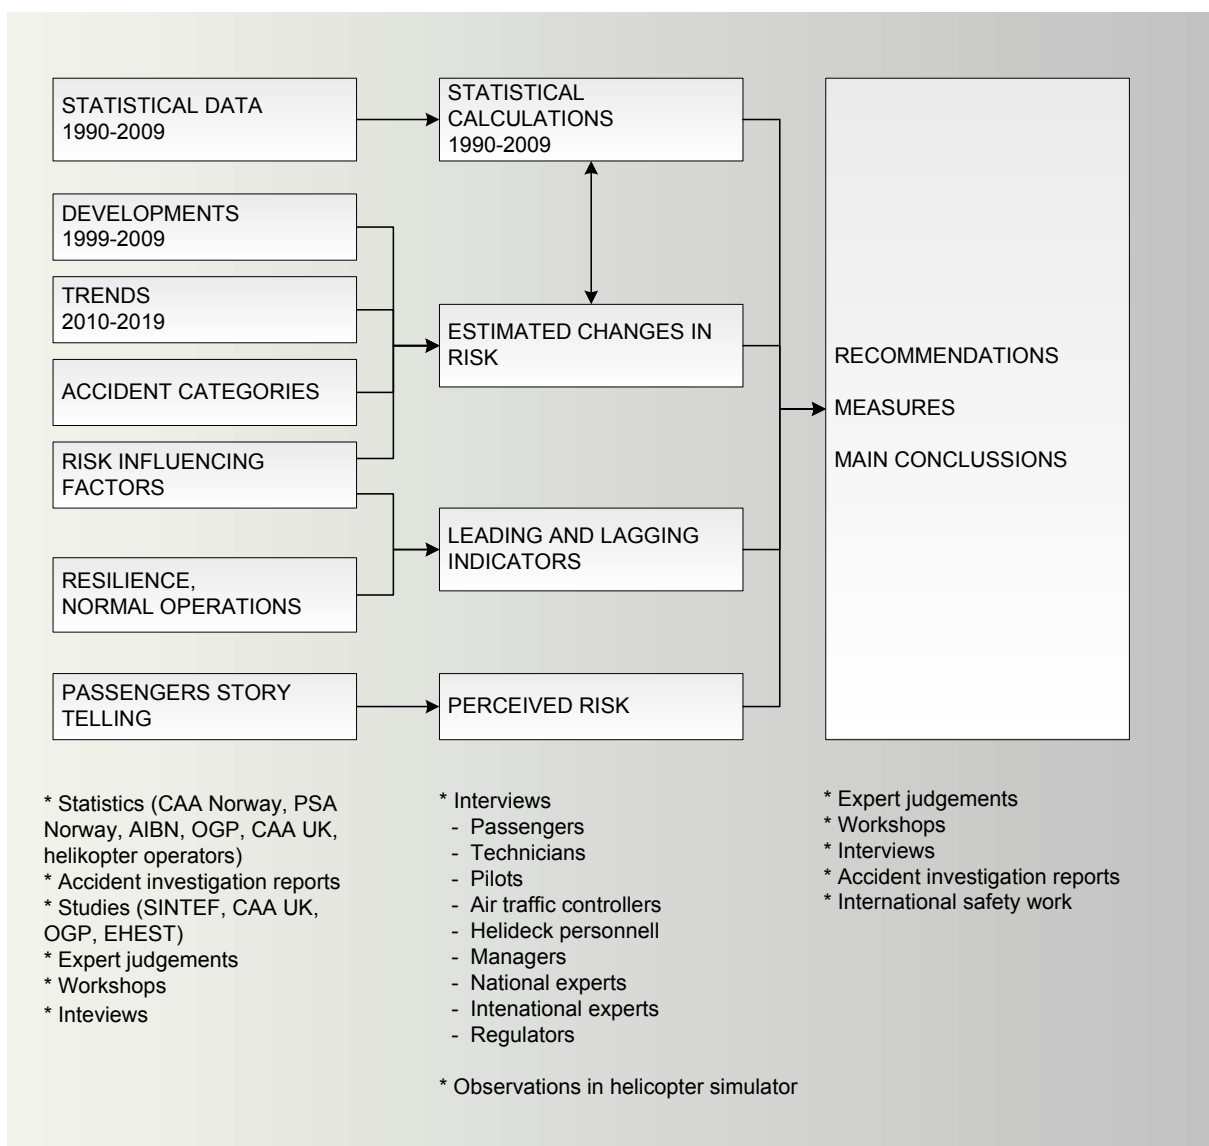 STATISTICAL DATA
1990-2009
DEVELOPMENTS
1999-2009
TRENDS
2010-2019
ACCIDENT CATEGORIES
RISK INFLUENCING
FACTORS
RESILIENCE,
NORMAL OPERATIONS
PASSENGERS STORY
TELLING
STATISTICAL
CALCULATIONS
1990-2009
ESTIMATED CHANGES IN
RISK
LEADING AND LAGGING
INDICATORS
PERCEIVED RISK
RECOMMENDATIONS
MEASURES
MAIN CONCLUSSIONS
* Statistics (CAA Norway, PSA
Norway, AIBN, OGP, CAA UK,
helikopter operators)
* Accident investigation reports
* Studies (SINTEF, CAA UK,
OGP, EHEST)
* Expert judgements
* Workshops
* Inteviews
* Interviews
- Passengers
- Technicians
- Pilots
- Air traffic controllers
- Helideck personnell
- Managers
- National experts
- Intenational experts
- Regulators
* Observations in helicopter simulator
* Expert judgements
* Workshops
* Interviews
* Accident investigation reports
* International safety work